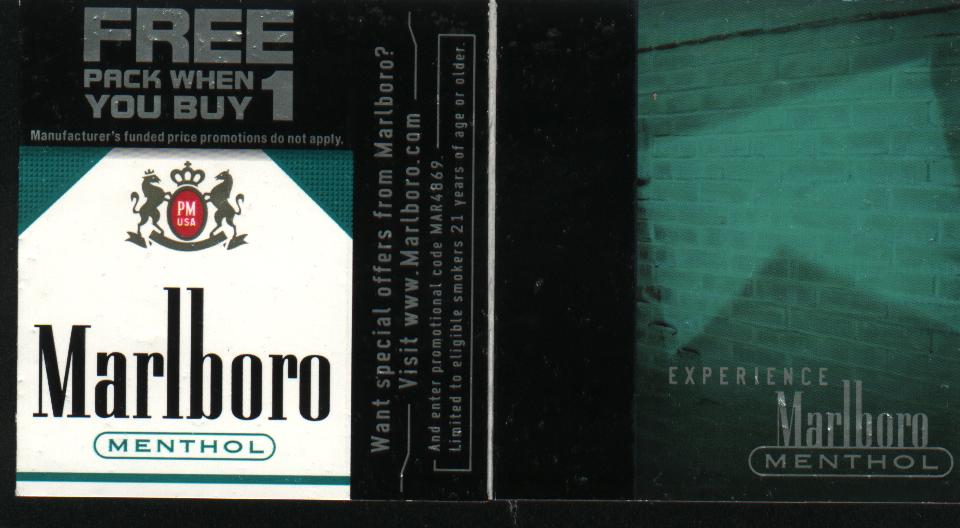 FREE
PACK WHEN
YOU BUY 1
Manufacturer's funded price promotions do not apply.
PM
USA
Marlboro
MENTHOL
Want special offers from Marlboro?
Visit www.Marlboro.com
And enter promotional code MAR4869.
Limited to eligible smokers 21 years of age or older.
EXPERIENCE
Marlboro
MENTHOL